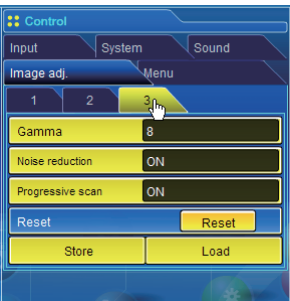 Control
Input System Sound
Image adj. Menu
1 2 3
Gamma 8
Noise reduction ON
Progressive scan ON
Reset Reset
Store Load